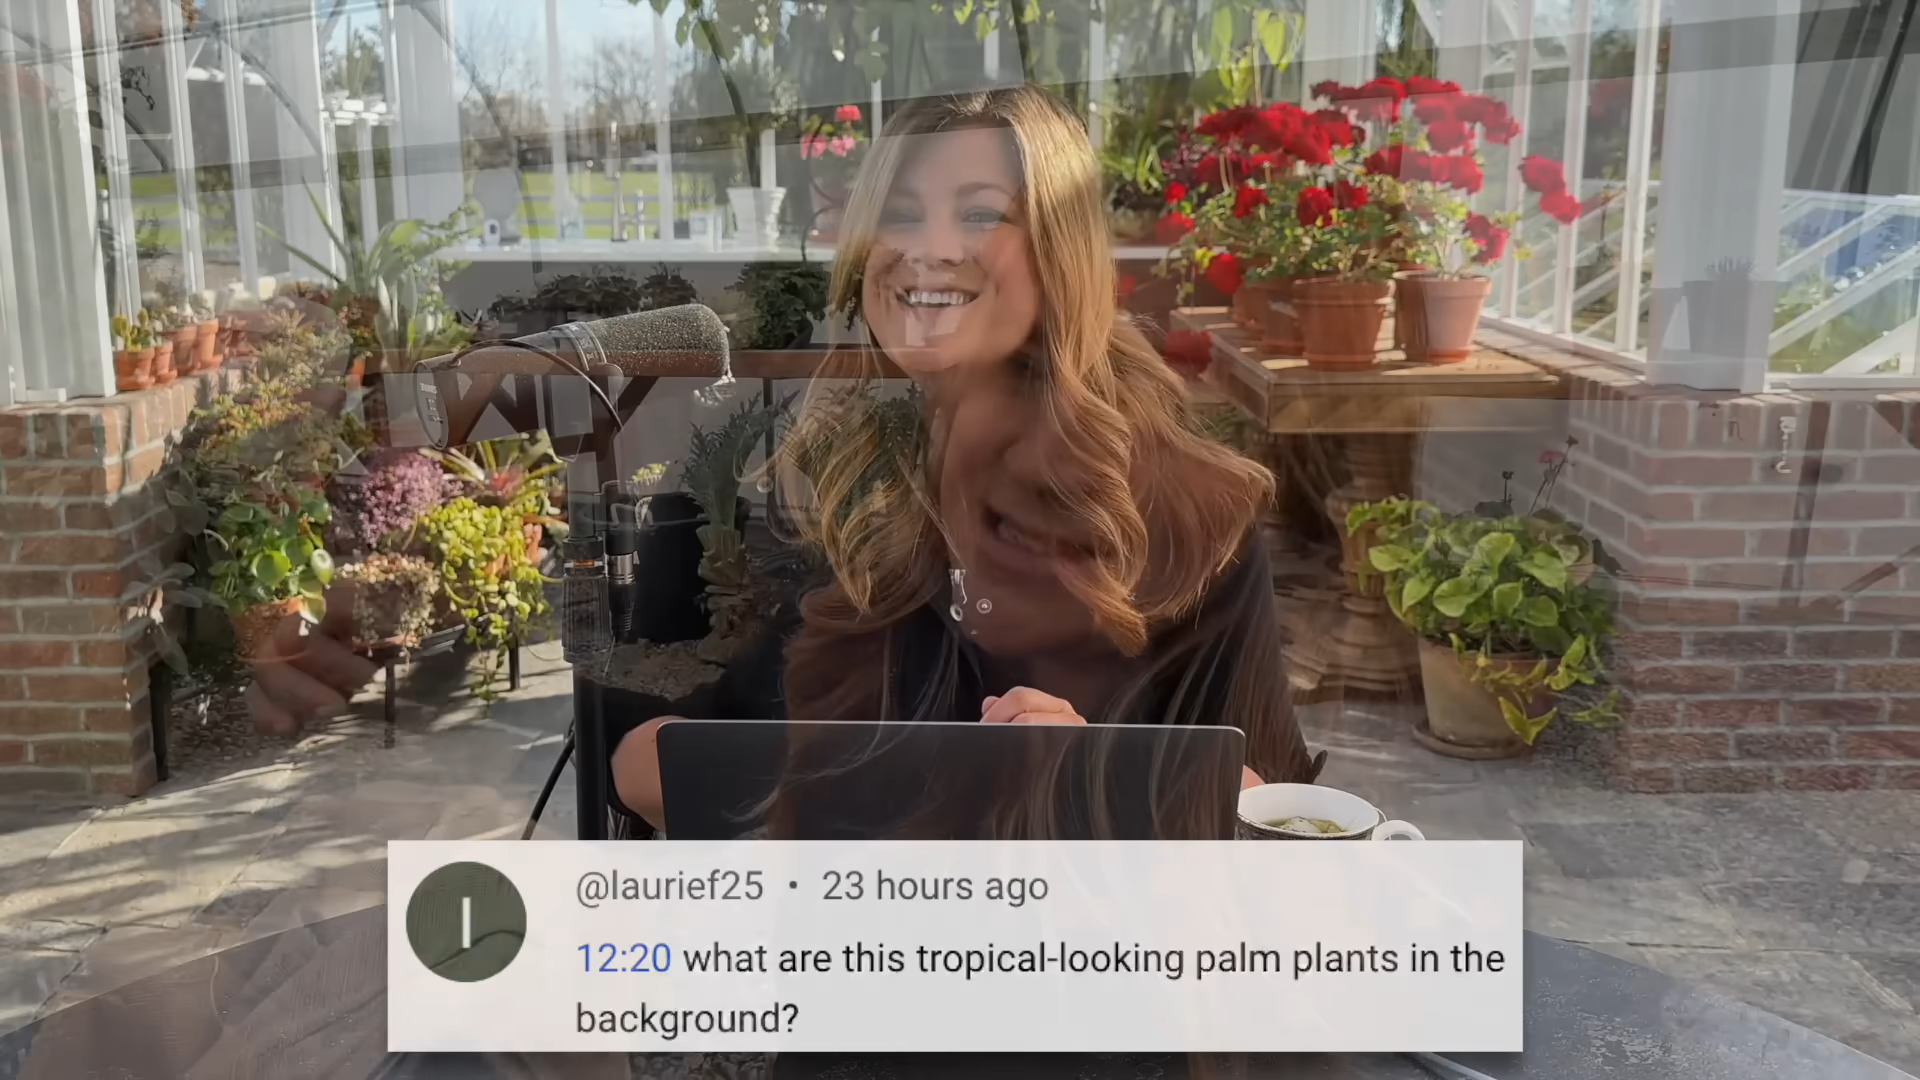 @laurief25 • 23 hours ago
12:20 what are this tropical-looking palm plants in the
background?